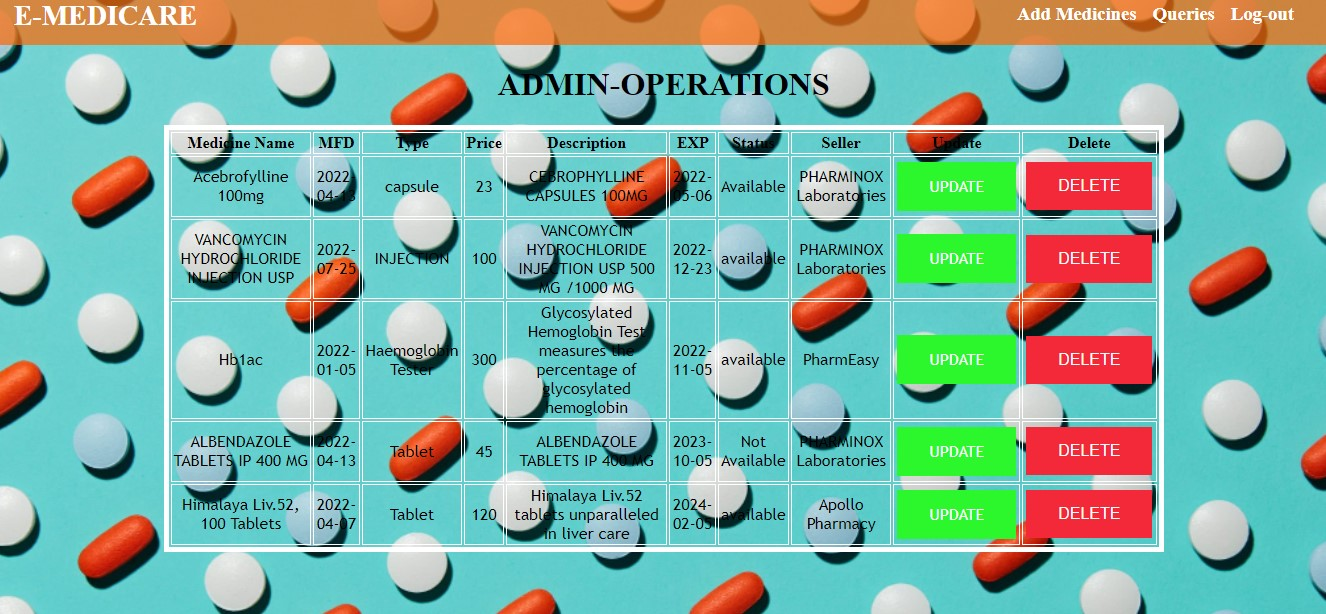 E-MEDICARE
Add Medicines Queries Log-out
ADMIN-OPERATIONS
Medicine Name MFD Type Price Description EXP Status Seller Update Delete
Acebrofylline
100mg
2022-
04-13
capsule
23
CEBROPHYLLINE
CAPSULES 100MG
2022-
05-06
Available
PHARMINOX
Laboratories
UPDATE
DELETE
VANCOMYCIN
HYDROCHLORIDE
INJECTION USP
2022-
07-25
INJECTION
100
VANCOMYCIN
HYDROCHLORIDE
INJECTION USP 500
MG /1000 MG
2022-
12-23
available
PHARMINOX
Laboratories
UPDATE
DELETE
Hb1ac
2022-
01-05
Haemoglobin
Tester
300
Glycosylated
Hemoglobin Test
measures the
percentage of
glycosylated
hemoglobin
2022-
11-05
available
PharmEasy
UPDATE
DELETE
ALBENDAZOLE
TABLETS IP 400 MG
2022-
04-13
Tablet
45
ALBENDAZOLE
TABLETS IP 400 MG
2023-
10-05
Not
Available
PHARMINOX
Laboratories
UPDATE
DELETE
Himalaya Liv.52,
100 Tablets
2022-
04-07
Tablet
120
Himalaya Liv.52
tablets unparalleled
in liver care
2024-
02-05
available
Apollo
Pharmacy
UPDATE
DELETE